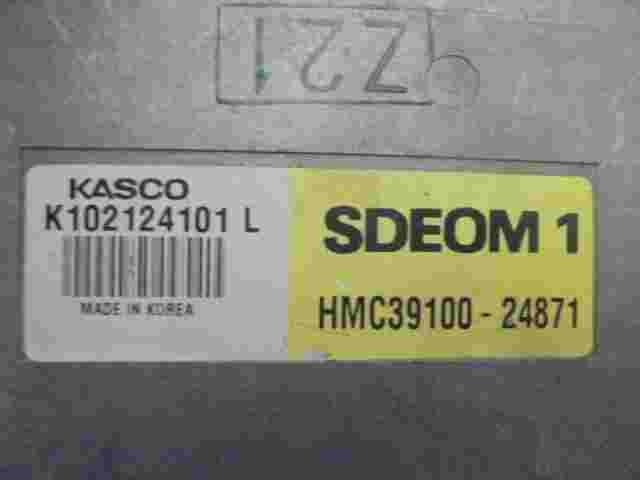 Z21
KASCO
K102124101 L
MADE IN KOREA
SDEOM 1
HMC39100 - 24871